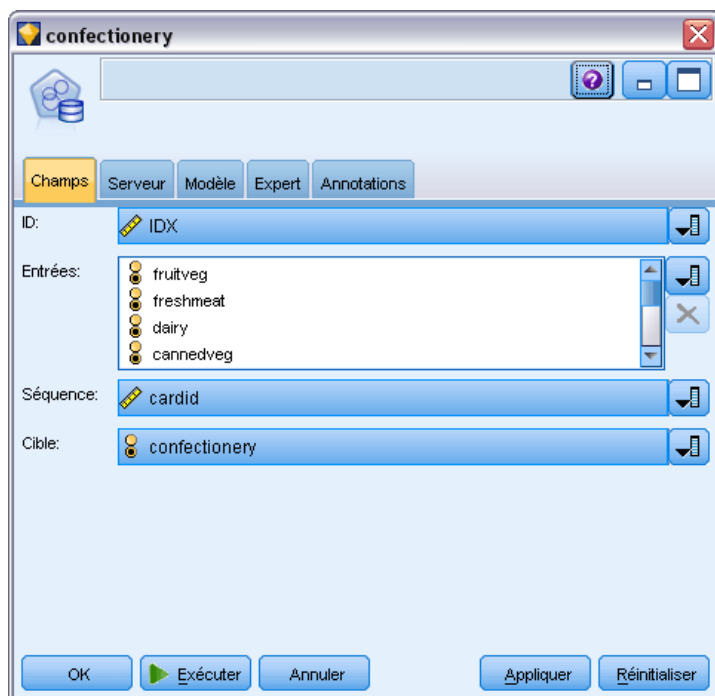 confectionery
Champs Serveur Modèle Expert Annotations
ID: IDX
Entrées: fruitveg
freshmeat
dairy
cannedveg
Séquence: cardid
Cible: confectionery
OK Exécuter Annuler Appliquer Réinitialiser